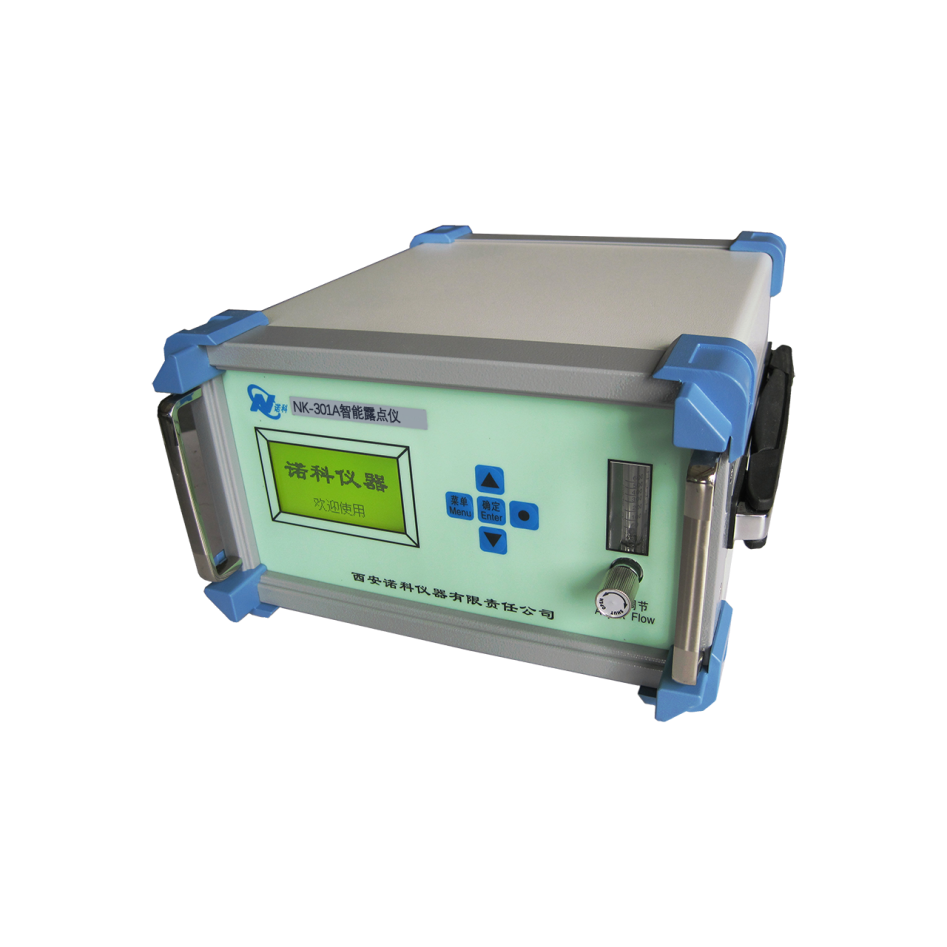 诺科
NK-301A智能露点仪
诺科仪器
欢迎使用
菜单
Menu
确定
Enter
西安诺科仪器有限责任公司
节
Flow